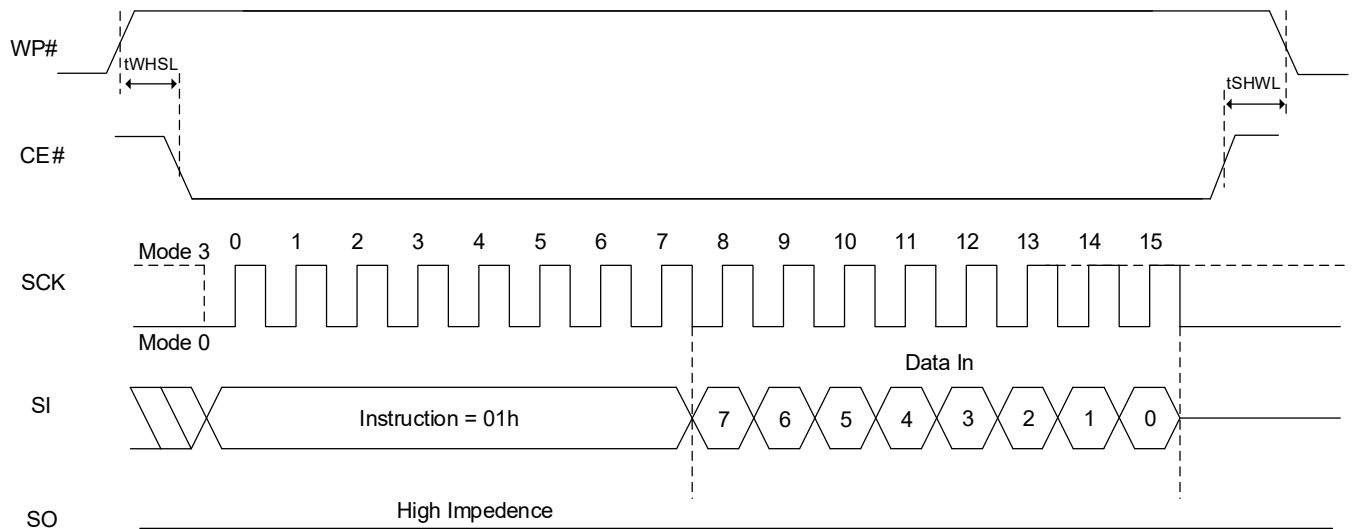 WP#
tWHSL
tSHWL
CE#
0 1 2 3 4 5 6 7 8 9 10 11 12 13 14 15
Mode 3
SCK
Mode 0
Data In
SI
Instruction = 01h
7 6 5 4 3 2 1 0
High Impedence
SO